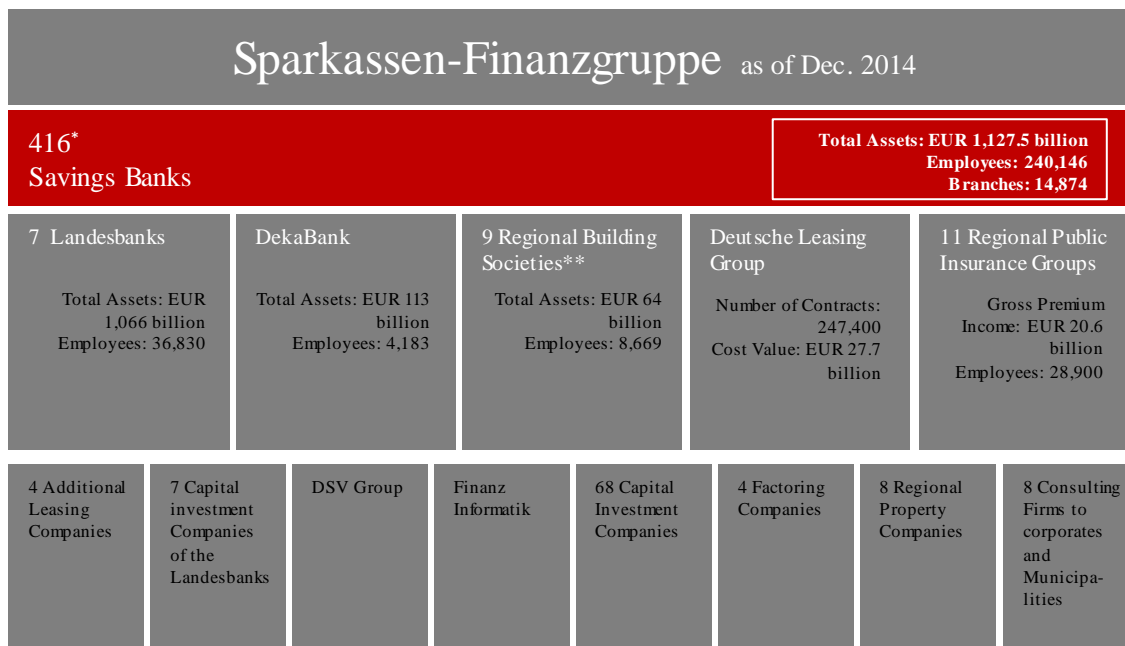 Sparkassen-Finanzgruppe as of Dec. 2014
416*
Savings Banks
Total Assets: EUR 1,127.5 billion
Employees: 240,146
Branches: 14,874
7 Landesbanks
Total Assets: EUR
1,066 billion
Employees: 36,830
DekaBank
Total Assets: EUR 113
billion
Employees: 4,183
9 Regional Building
Societies**
Total Assets: EUR 64
billion
Employees: 8,669
Deutsche Leasing
Group
Number of Contracts:
247,400
Cost Value: EUR 27.7
billion
11 Regional Public
Insurance Groups
Gross Premium
Income: EUR 20.6
billion
Employees: 28,900
4 Additional
Leasing
Companies
7 Capital
investment
Companies
of the
Landesbanks
DSV Group
Finanz
Informatik
68 Capital
Investment
Companies
4 Factoring
Companies
8 Regional
Property
Companies
8 Consulting
Firms to
corporates
and
Municipa-
lities